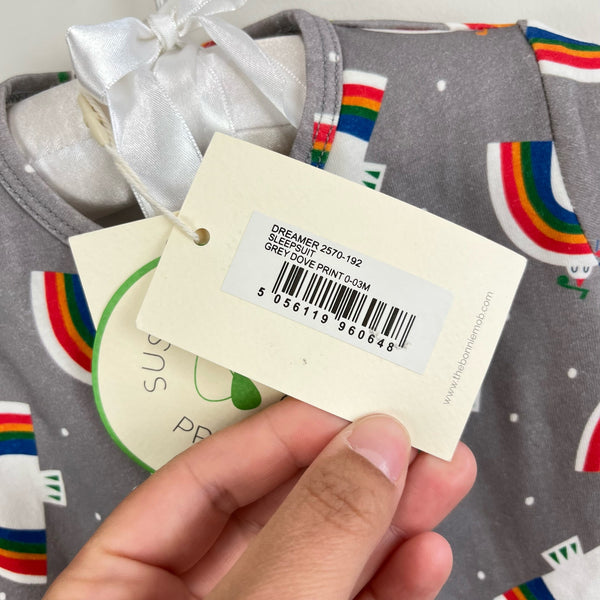 DREAMER 2570-192
SLEEPSUIT
GREY DOVE PRINT 0-03M
5 056119 960648
www.thebonniemob.com
SUS
PR